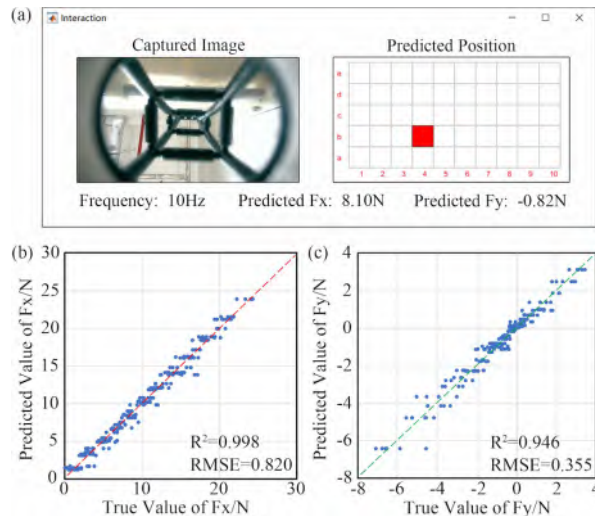 (a)
Interaction
Captured Image
Predicted Position
e
d
c
b
a
1 2 3 4 5 6 7 8 9 10
Frequency: 10Hz Predicted Fx: 8.10N Predicted Fy: -0.82N
(b)
30
25
20
15
10
5
0
0 10 20 30
Predicted Value of Fx/N
True Value of Fx/N
R²=0.998
RMSE=0.820
(c)
4
2
0
-2
-4
-6
-8
-8 -6 -4 -2 0 2 4
Predicted Value of Fy/N
True Value of Fy/N
R²=0.946
RMSE=0.355